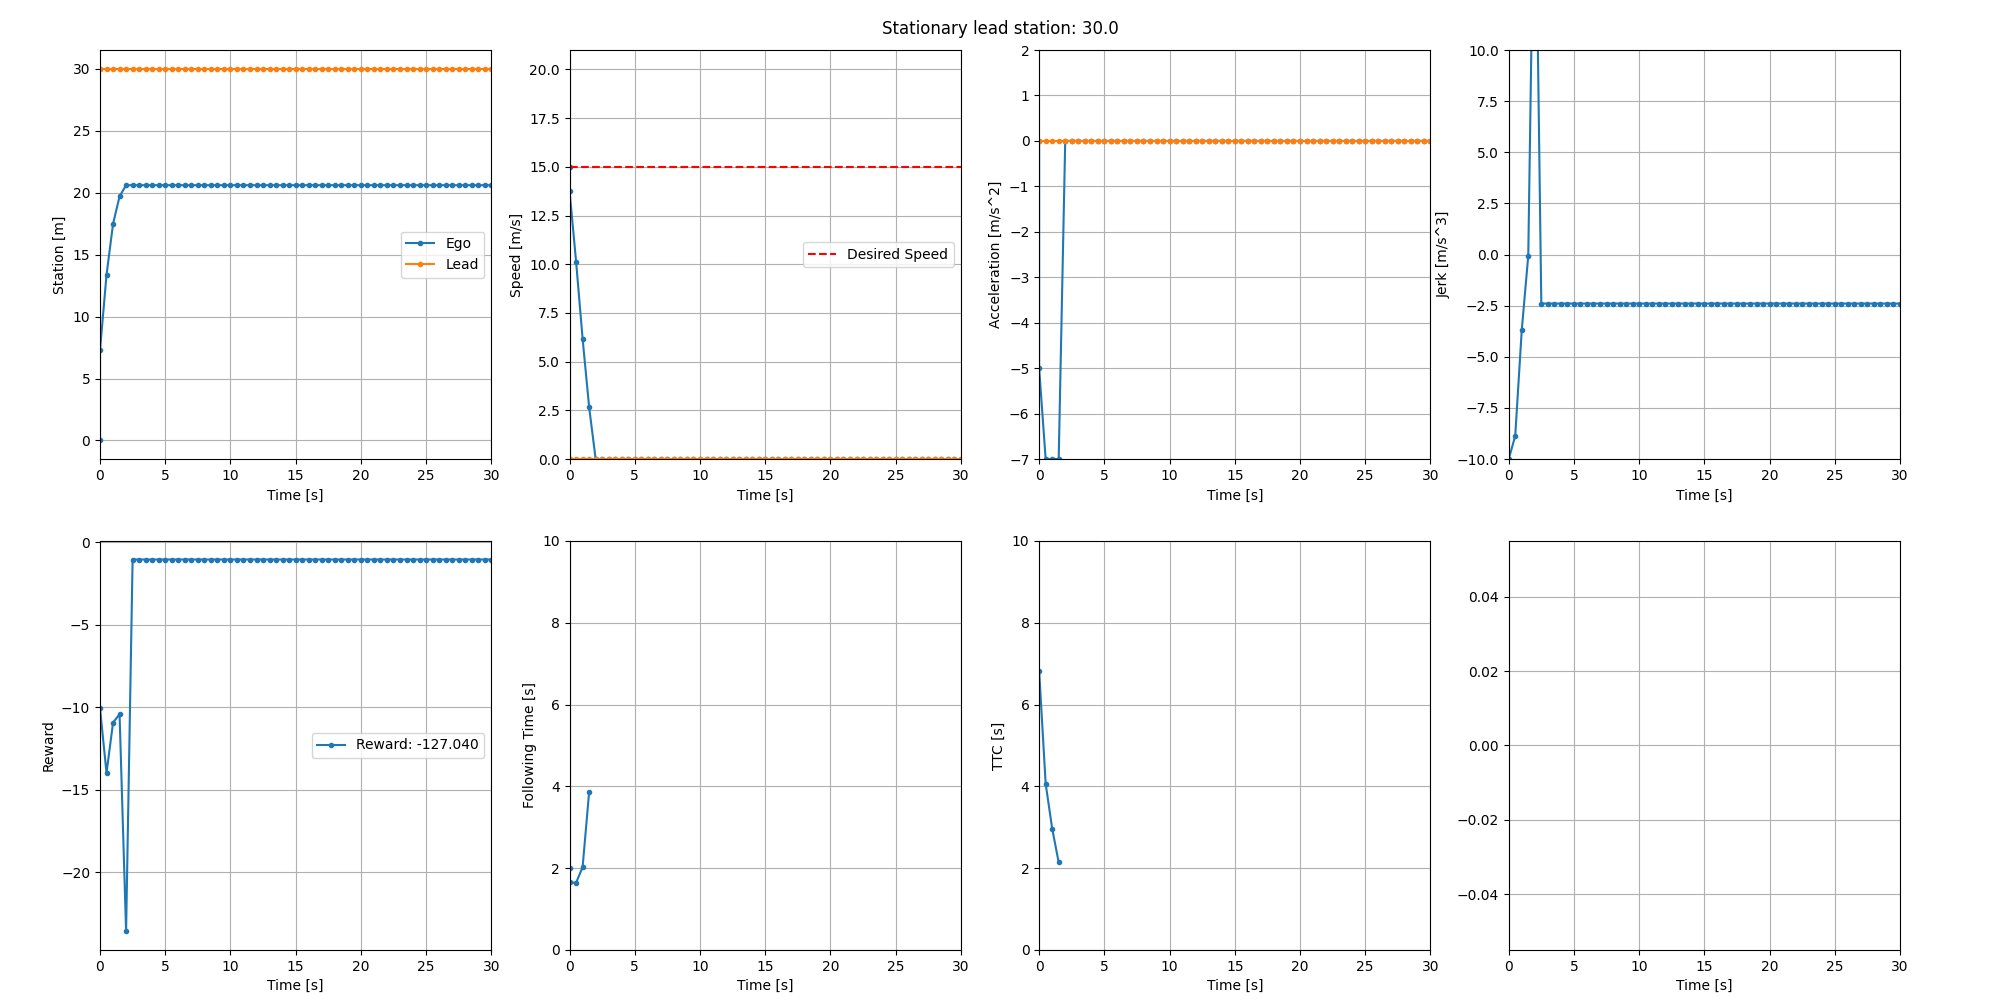 Stationary lead station: 30.0
Station [m]
30
25
20
15
10
5
0
Ego
Lead
0 5 10 15 20 25 30
Time [s]
Speed [m/s]
20.0
17.5
15.0
12.5
10.0
7.5
5.0
2.5
0.0
Desired Speed
0 5 10 15 20 25 30
Time [s]
Acceleration [m/s^2]
2
1
0
−1
−2
−3
−4
−5
−6
−7
0 5 10 15 20 25 30
Time [s]
Jerk [m/s^3]
10.0
7.5
5.0
2.5
0.0
−2.5
−5.0
−7.5
−10.0
0 5 10 15 20 25 30
Time [s]
Reward
0
−5
−10
−15
−20
Reward: -127.040
0 5 10 15 20 25 30
Time [s]
Following Time [s]
10
8
6
4
2
0
0 5 10 15 20 25 30
Time [s]
TTC [s]
10
8
6
4
2
0
0 5 10 15 20 25 30
Time [s]
0.04
0.02
0.00
−0.02
−0.04
0 5 10 15 20 25 30
Time [s]